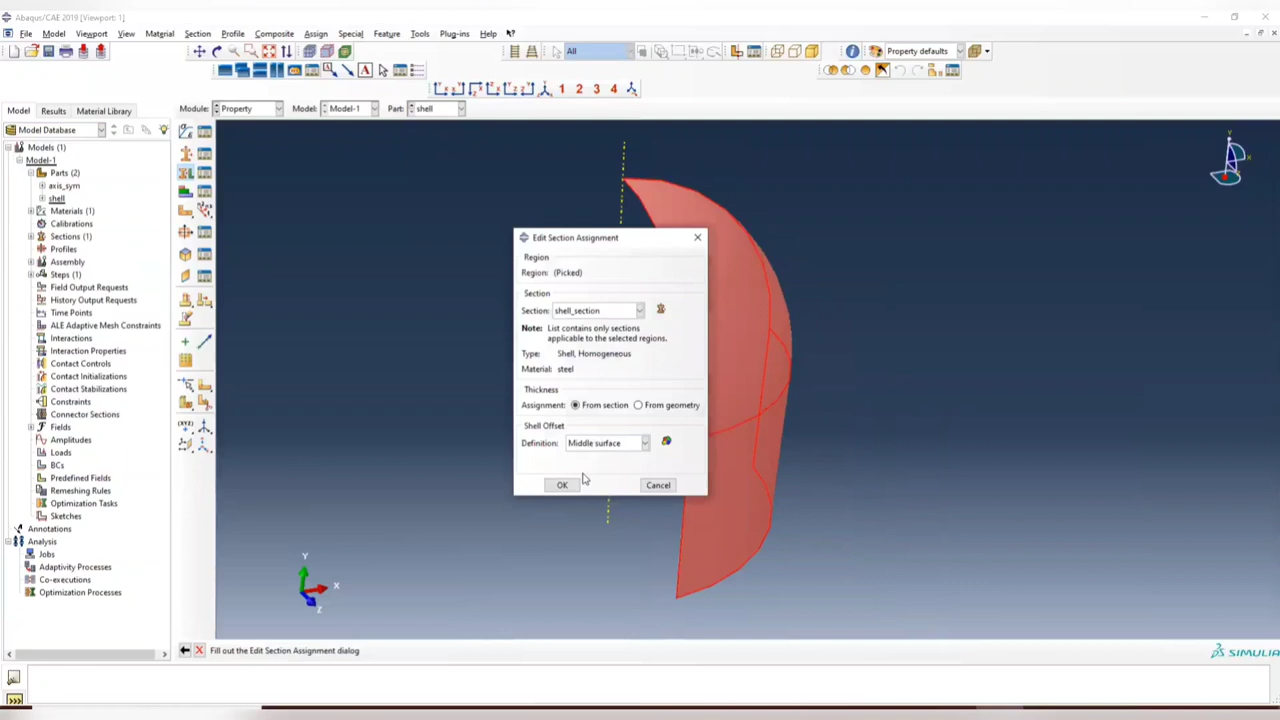 Abaqus/CAE 2019 [Viewport: 1]
File Model Viewport View Material Section Profile Composite Assign Special Feature Tools Plug-ins Help
All
Property defaults
1 2 3 4
Model Results Material Library
Module: Property Model: Model-1 Part: shell
Model Database
Models (1)
Model-1
Parts (2)
axis_sym
shell
Materials (1)
Calibrations
Sections (1)
Profiles
Assembly
Steps (1)
Field Output Requests
History Output Requests
Time Points
ALE Adaptive Mesh Constraints
Interactions
Interaction Properties
Contact Controls
Contact Initializations
Contact Stabilizations
Constraints
Connector Sections
Fields
Amplitudes
Loads
BCs
Predefined Fields
Remeshing Rules
Optimization Tasks
Sketches
Annotations
Analysis
Jobs
Adaptivity Processes
Co-executions
Optimization Processes
Edit Section Assignment
Region
Region: (Picked)
Section
Section: shell_section
Note: List contains only sections
applicable to the selected regions.
Type: Shell, Homogeneous
Material: steel
Thickness
Assignment: From section From geometry
Shell Offset
Definition: Middle surface
OK Cancel
Y
X
Z
Y
X
Fill out the Edit Section Assignment dialog
SIMULIA
>>>